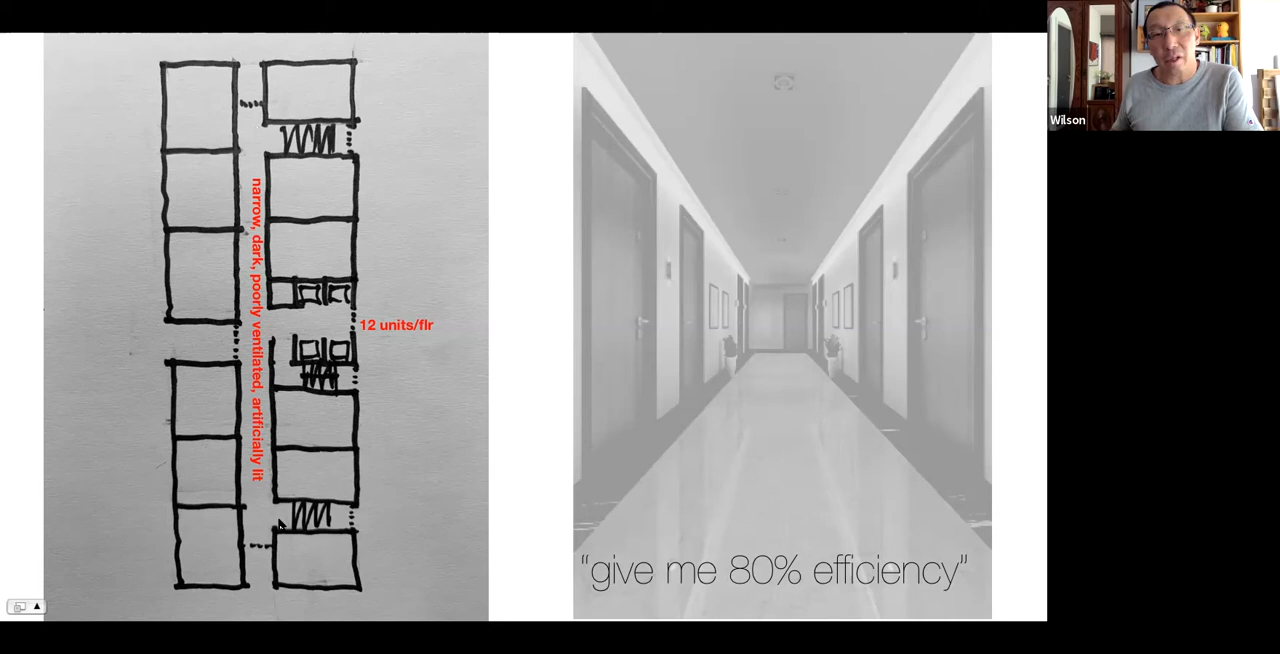 narrow, dark, poorly ventilated, artificially lit
12 units/flr
“give me 80% efficiency”
Wilson